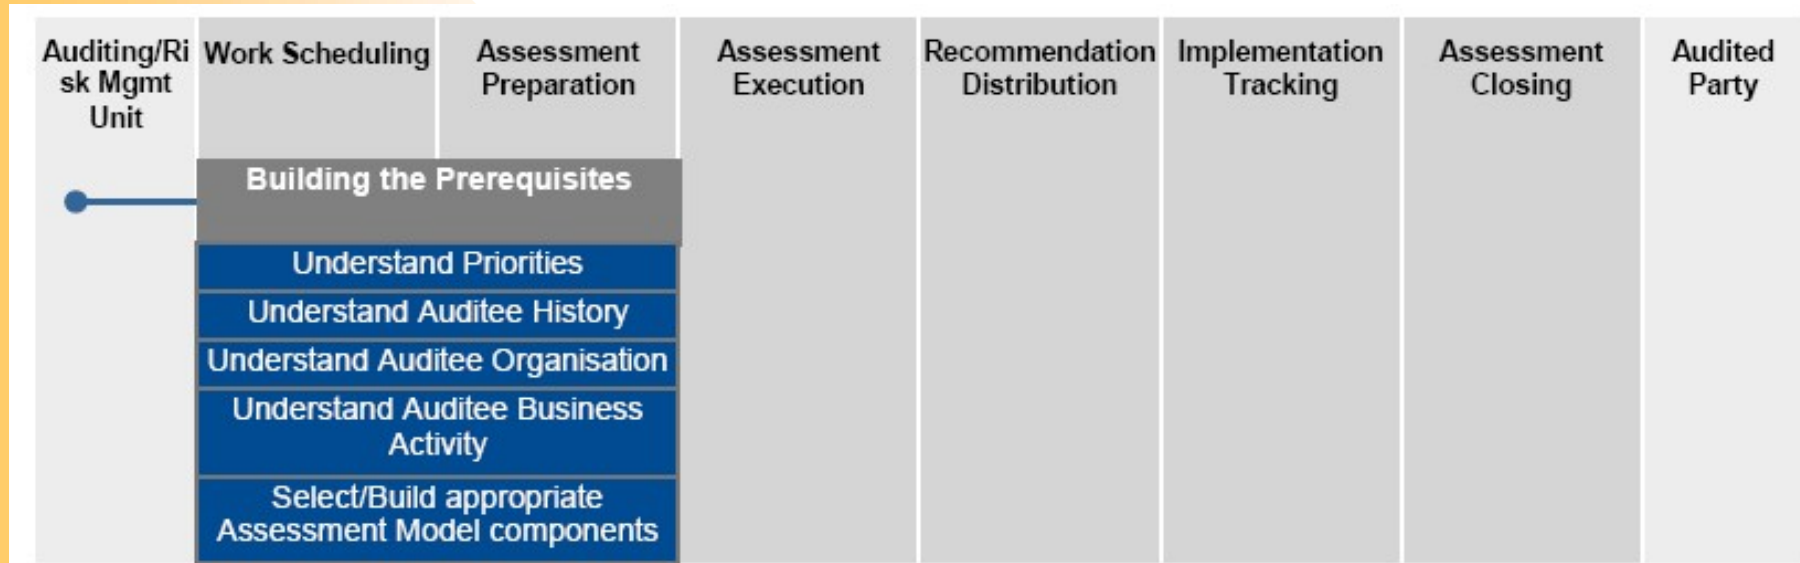 Auditing/Ri
sk Mgmt
Unit
Work Scheduling
Assessment
Preparation
Assessment
Execution
Recommendation
Distribution
Implementation
Tracking
Assessment
Closing
Audited
Party
Building the Prerequisites
Understand Priorities
Understand Auditee History
Understand Auditee Organisation
Understand Auditee Business
Activity
Select/Build appropriate
Assessment Model components